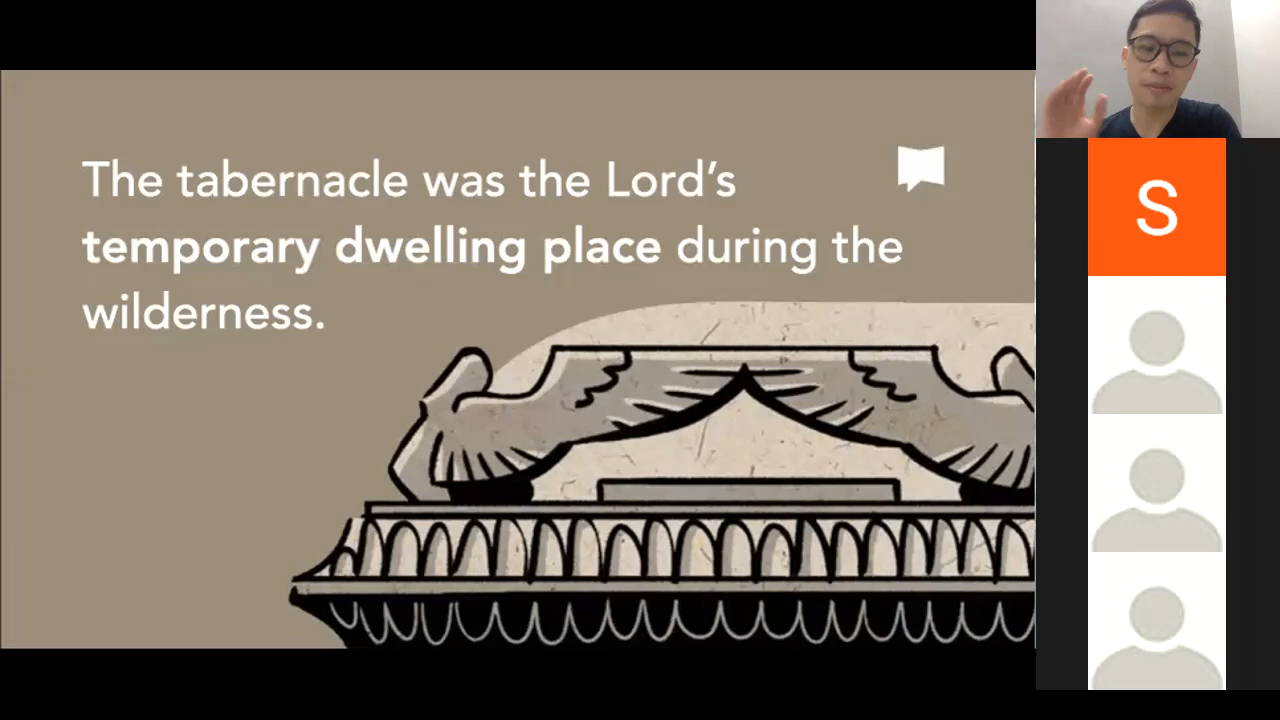 The tabernacle was the Lord’s
temporary dwelling place during the
wilderness.
S